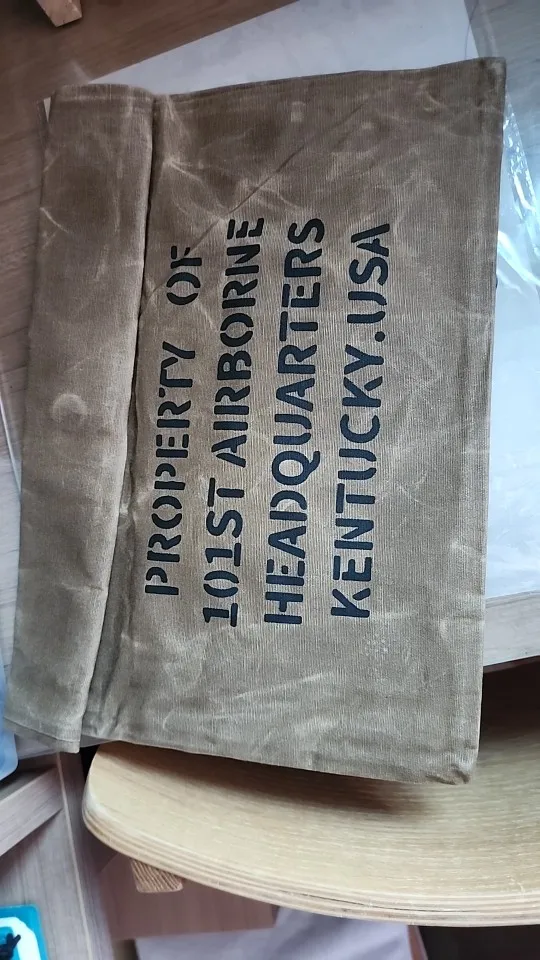 PROPERTY OF
101ST AIRBORNE
HEADQUARTERS
KENTUCKY.USA